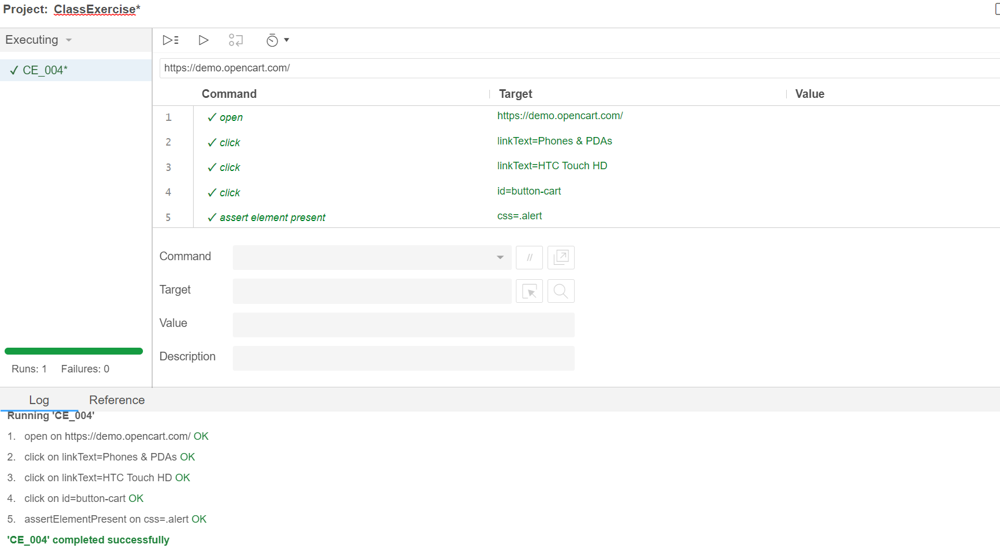 Project: ClassExercise*
Executing
✓ CE_004*
https://demo.opencart.com/
Command Target Value
1 ✓ open https://demo.opencart.com/
2 ✓ click linkText=Phones & PDAs
3 ✓ click linkText=HTC Touch HD
4 ✓ click id=button-cart
5 ✓ assert element present css=.alert
Command //
Target
Value
Description
Runs: 1 Failures: 0
Log Reference
Running 'CE_004'
1. open on https://demo.opencart.com/ OK
2. click on linkText=Phones & PDAs OK
3. click on linkText=HTC Touch HD OK
4. click on id=button-cart OK
5. assertElementPresent on css=.alert OK
'CE_004' completed successfully